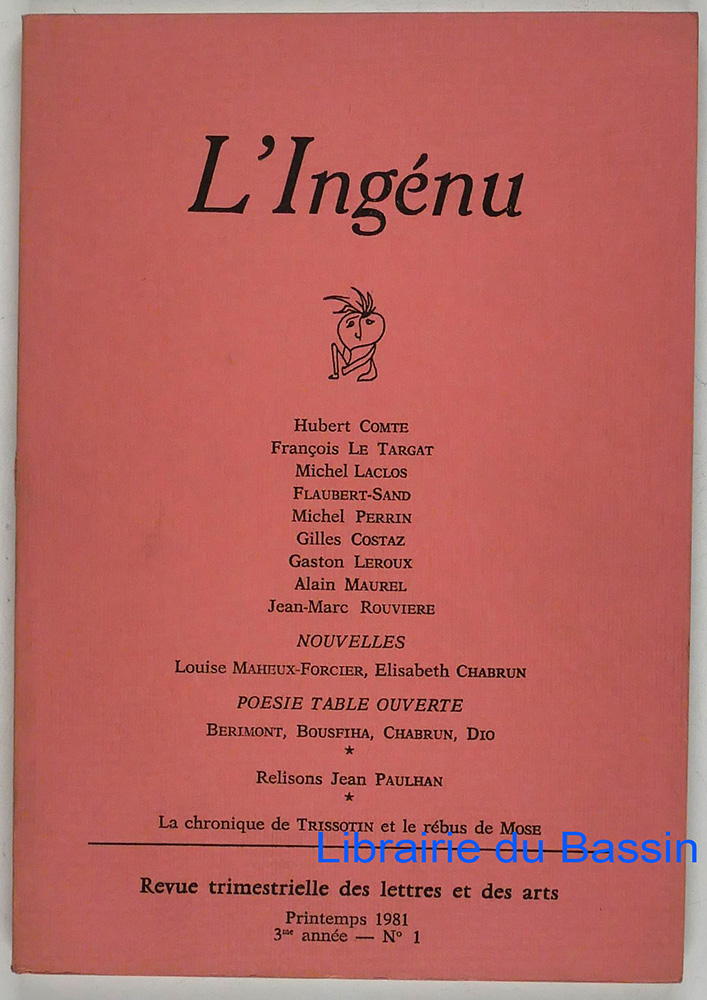 L'Ingénu
Hubert COMTE
François LE TARGAT
Michel LACLOS
FLAUBERT-SAND
Michel PERRIN
Gilles COSTAZ
Gaston LEROUX
Alain MAUREL
Jean-Marc ROUVIERE
NOUVELLES
Louise MAHEUX-FORCIER, Elisabeth CHABRUN
POESIE TABLE OUVERTE
BERIMONT, BOUSFIHA, CHABRUN, DIO
★
Relisons Jean PAULHAN
★
La chronique de TRISSOTIN et le rébus de MOSE
Librairie du Bassin
Revue trimestrielle des lettres et des arts
Printemps 1981
3me année — No 1